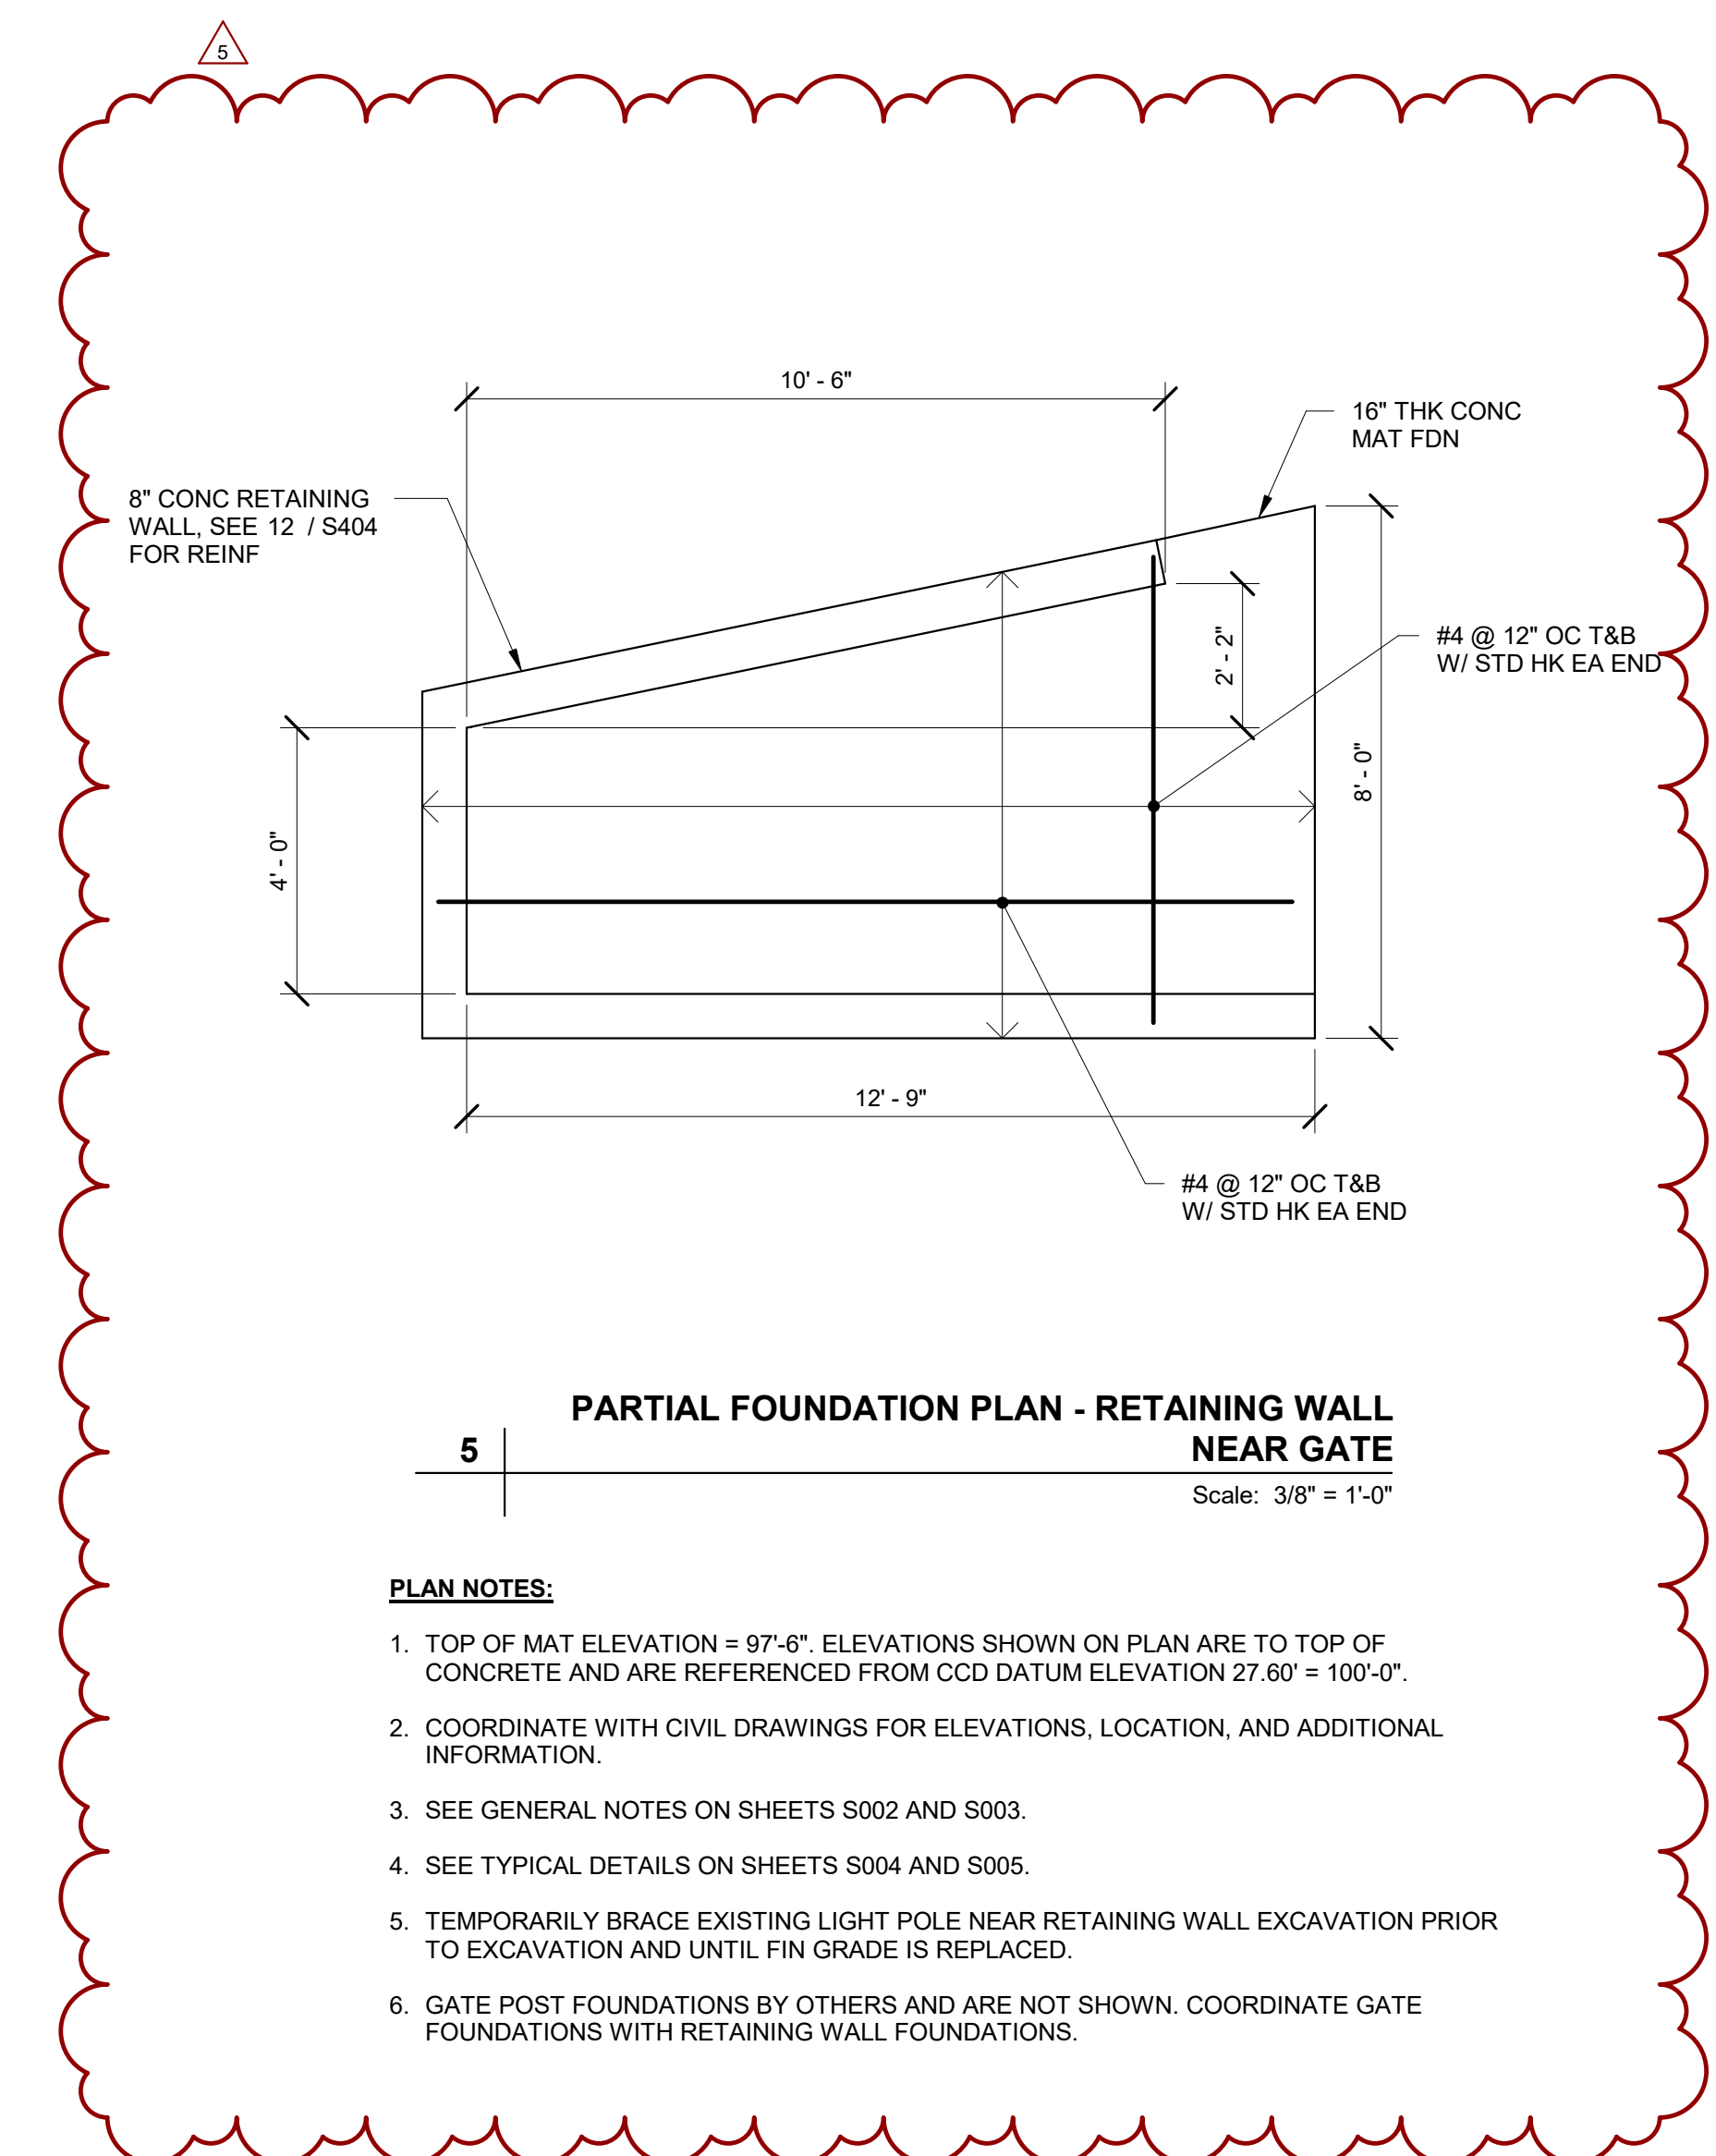 5
10' - 6"
16" THK CONC
MAT FDN
8" CONC RETAINING
WALL, SEE 12 / S404
FOR REINF
#4 @ 12" OC T&B
W/ STD HK EA END
2' - 2"
8' - 0"
4' - 0"
12' - 9"
#4 @ 12" OC T&B
W/ STD HK EA END
PARTIAL FOUNDATION PLAN - RETAINING WALL
5 NEAR GATE
Scale: 3/8" = 1'-0"
PLAN NOTES:
1. TOP OF MAT ELEVATION = 97'-6". ELEVATIONS SHOWN ON PLAN ARE TO TOP OF
CONCRETE AND ARE REFERENCED FROM CCD DATUM ELEVATION 27.60' = 100'-0".
2. COORDINATE WITH CIVIL DRAWINGS FOR ELEVATIONS, LOCATION, AND ADDITIONAL
INFORMATION.
3. SEE GENERAL NOTES ON SHEETS S002 AND S003.
4. SEE TYPICAL DETAILS ON SHEETS S004 AND S005.
5. TEMPORARILY BRACE EXISTING LIGHT POLE NEAR RETAINING WALL EXCAVATION PRIOR
TO EXCAVATION AND UNTIL FIN GRADE IS REPLACED.
6. GATE POST FOUNDATIONS BY OTHERS AND ARE NOT SHOWN. COORDINATE GATE
FOUNDATIONS WITH RETAINING WALL FOUNDATIONS.